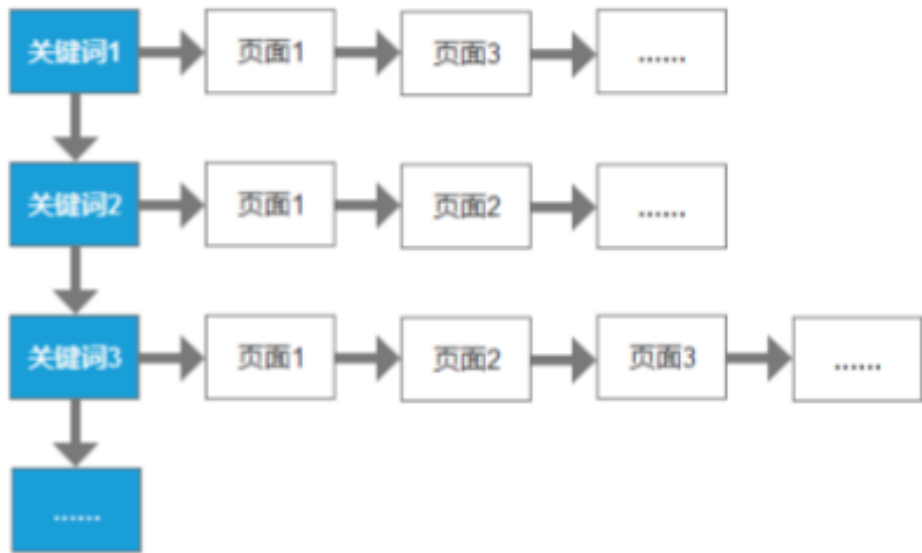 关键词1 页面1 页面3 ......
关键词2 页面1 页面2 ......
关键词3 页面1 页面2 页面3 ......
......